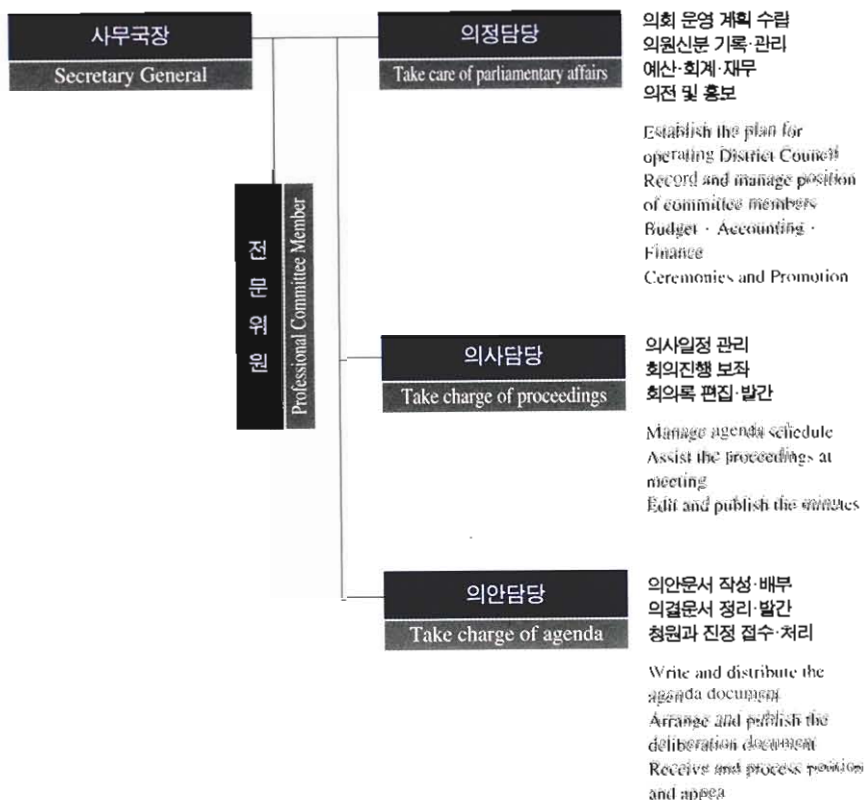 사무국장
Secretary General
전문위원
Professional Committee Member
의정담당
Take care of parliamentary affairs
의회 운영 계획 수립
의원신분 기록·관리
예산·회계·재무
의전 및 홍보
Establish the plan for
operating District Council
Record and manage position
of committee members
Budget · Accounting ·
Finance
Ceremonies and Promotion
의사담당
Take charge of proceedings
의사일정 관리
회의진행 보좌
회의록 편집·발간
Manage agenda schedule
Assist the proceedings at
meeting
Edit and publish the minutes
의안담당
Take charge of agenda
의안문서 작성·배부
의결문서 정리·발간
청원과 진정 접수·처리
Write and distribute the
agenda document
Arrange and publish the
deliberation document
Receive and process petition
and appea